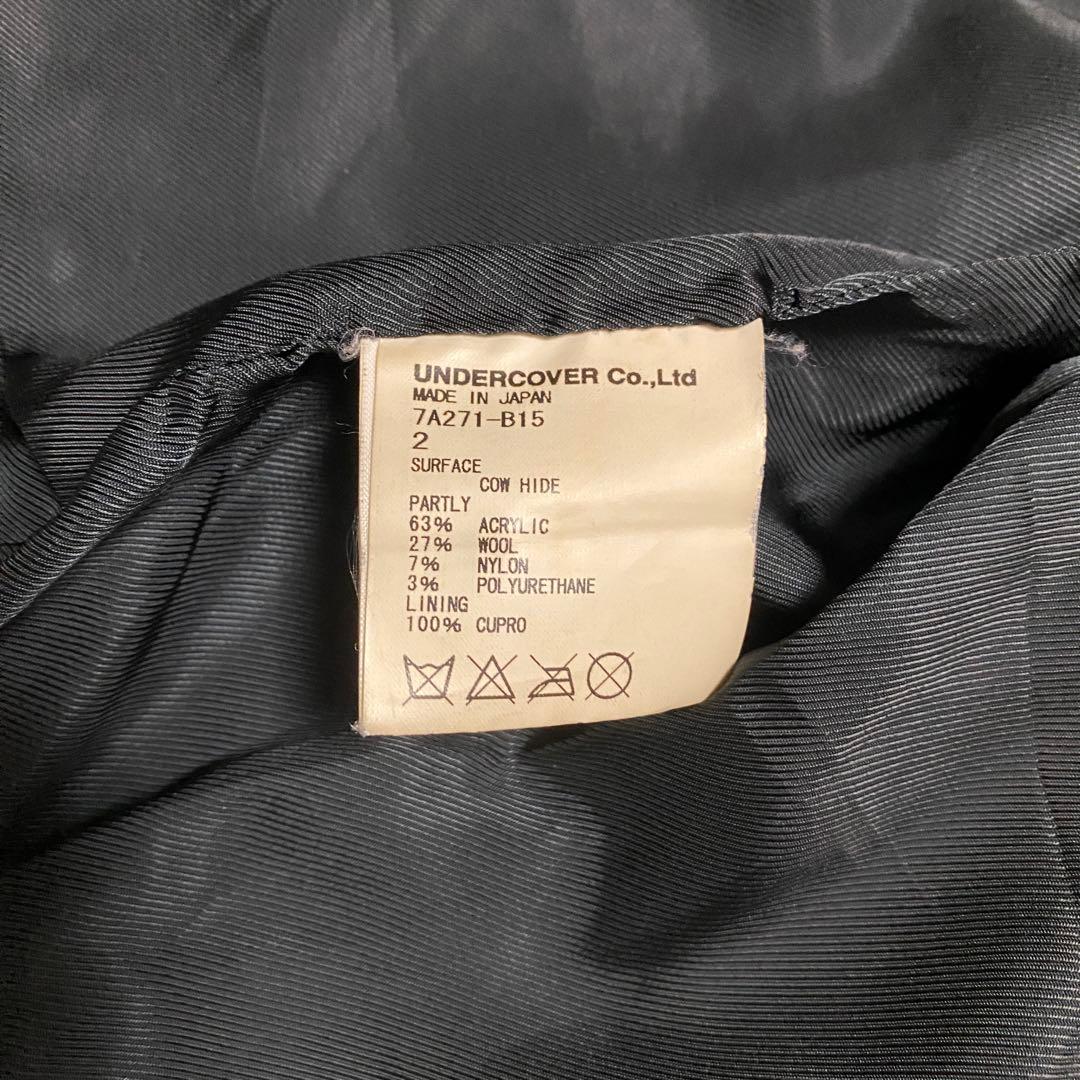 UNDERCOVER Co.,Ltd
MADE IN JAPAN
7A271-B15
2
SURFACE
COW HIDE
PARTLY
63% ACRYLIC
27% WOOL
7% NYLON
3% POLYURETHANE
LINING
100% CUPRO